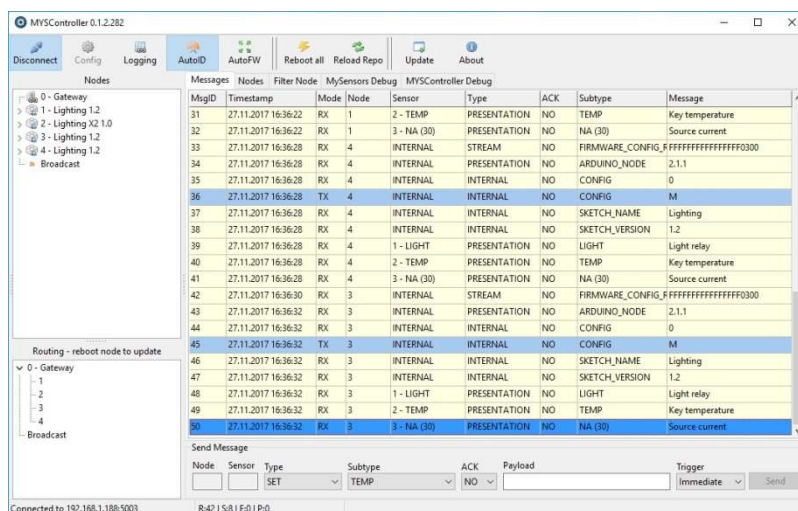 MYSController 0.1.2.282
Disconnect Config Logging AutoID AutoFW Reboot all Reload Repo Update About
Nodes
0 - Gateway
1 - Lighting 1.2
2 - Lighting X2 1.0
3 - Lighting 1.2
4 - Lighting 1.2
Broadcast
Routing - reboot node to update
0 - Gateway
1
2
3
4
Broadcast
Messages Nodes Filter Node MySensors Debug MYSController Debug
MsgID Timestamp Mode Node Sensor Type ACK Subtype Message
31 27.11.2017 16:36:22 RX 1 2 - TEMP PRESENTATION NO TEMP Key temperature
32 27.11.2017 16:36:22 RX 1 3 - NA (30) PRESENTATION NO NA (30) Source current
33 27.11.2017 16:36:28 RX 4 INTERNAL STREAM NO FIRMWARE_CONFIG_R FFFFFFFFFFFFFFFF0300
34 27.11.2017 16:36:28 RX 4 INTERNAL PRESENTATION NO ARDUINO_NODE 2.1.1
35 27.11.2017 16:36:28 RX 4 INTERNAL INTERNAL NO CONFIG 0
36 27.11.2017 16:36:28 TX 4 INTERNAL INTERNAL NO CONFIG M
37 27.11.2017 16:36:28 RX 4 INTERNAL INTERNAL NO SKETCH_NAME Lighting
38 27.11.2017 16:36:28 RX 4 INTERNAL INTERNAL NO SKETCH_VERSION 1.2
39 27.11.2017 16:36:28 RX 4 1 - LIGHT PRESENTATION NO LIGHT Light relay
40 27.11.2017 16:36:28 RX 4 2 - TEMP PRESENTATION NO TEMP Key temperature
41 27.11.2017 16:36:28 RX 4 3 - NA (30) PRESENTATION NO NA (30) Source current
42 27.11.2017 16:36:30 RX 3 INTERNAL STREAM NO FIRMWARE_CONFIG_R FFFFFFFFFFFFFFFF0300
43 27.11.2017 16:36:32 RX 3 INTERNAL PRESENTATION NO ARDUINO_NODE 2.1.1
44 27.11.2017 16:36:32 RX 3 INTERNAL INTERNAL NO CONFIG 0
45 27.11.2017 16:36:32 TX 3 INTERNAL INTERNAL NO CONFIG M
46 27.11.2017 16:36:32 RX 3 INTERNAL INTERNAL NO SKETCH_NAME Lighting
47 27.11.2017 16:36:32 RX 3 INTERNAL INTERNAL NO SKETCH_VERSION 1.2
48 27.11.2017 16:36:32 RX 3 1 - LIGHT PRESENTATION NO LIGHT Light relay
49 27.11.2017 16:36:32 RX 3 2 - TEMP PRESENTATION NO TEMP Key temperature
50 27.11.2017 16:36:32 RX 3 3 - NA (30) PRESENTATION NO NA (30) Source current
Send Message
Node Sensor Type Subtype ACK Payload Trigger
SET TEMP NO Immediate Send
Connected to 192.168.1.188:5003 R:42 | S:8 | E:0 | P:0